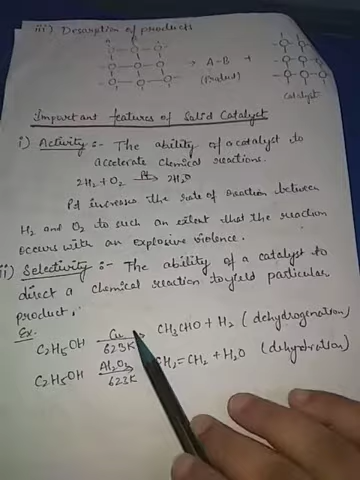 iii) Desorption of products
A B
-O-O-O-
-O-O-O- → A-B + -O-O-O-
-O-O-O- (Product) -O-O-O-
catalyst
Important features of Solid Catalyst
i) Activity :- The ability of a catalyst to
accelerate chemical reactions.
2H₂ + O₂ Pt→ 2H₂O
Pt increases the rate of reaction between
H₂ and O₂ to such an extent that the reaction
occurs with an explosive violence.
ii) Selectivity :- The ability of a catalyst to
direct a chemical reaction to yield particular
product.
Ex.
C₂H₅OH Cu→ 623K CH₃CHO + H₂ (dehydrogenation)
C₂H₅OH Al₂O₃→ 623K CH₂=CH₂ + H₂O (dehydration)